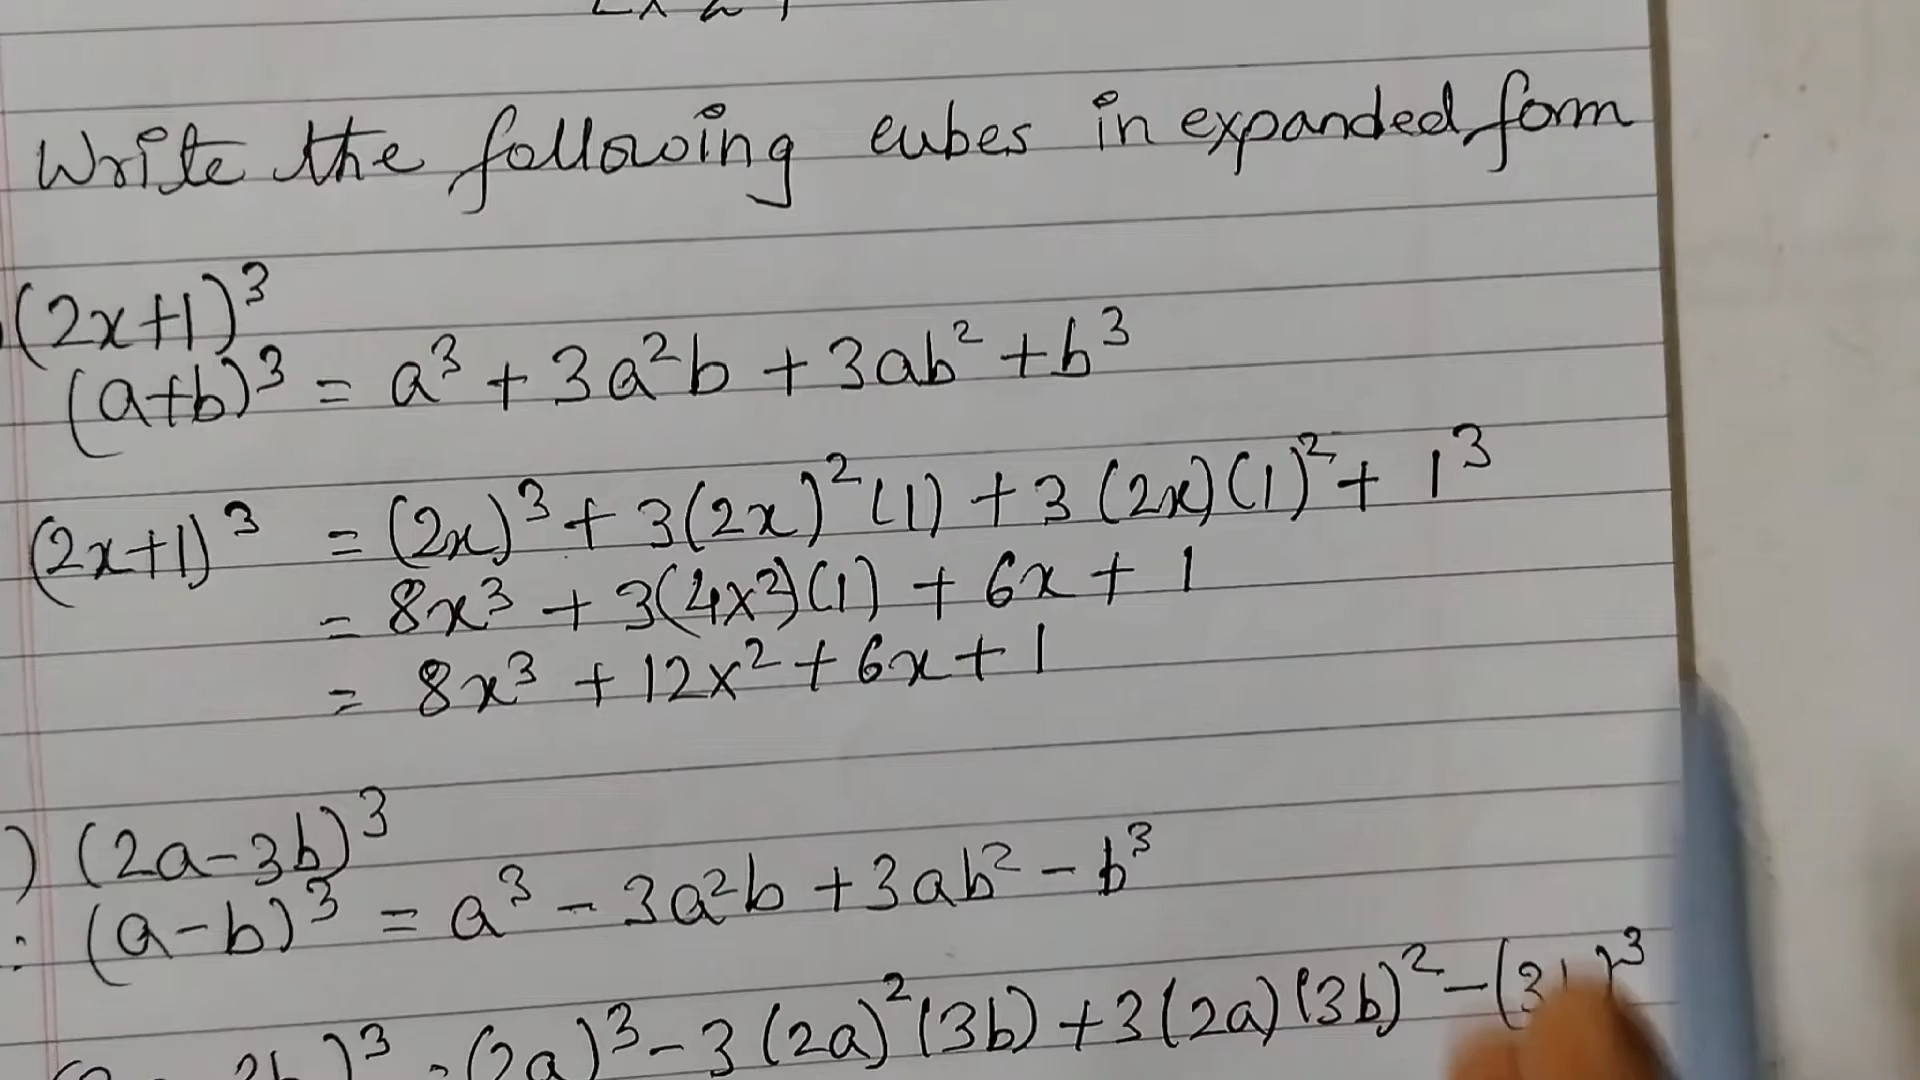 Write the following cubes in expanded form
(2x+1)³
(a+b)³ = a³ + 3a²b + 3ab² + b³
(2x+1)³ = (2x)³ + 3(2x)²(1) + 3(2x)(1)² + 1³
= 8x³ + 3(4x²)(1) + 6x + 1
= 8x³ + 12x² + 6x + 1
) (2a-3b)³
: (a-b)³ = a³ - 3a²b + 3ab² - b³
(2a)³ - 3(2a)²(3b) + 3(2a)(3b)² - (3b)³